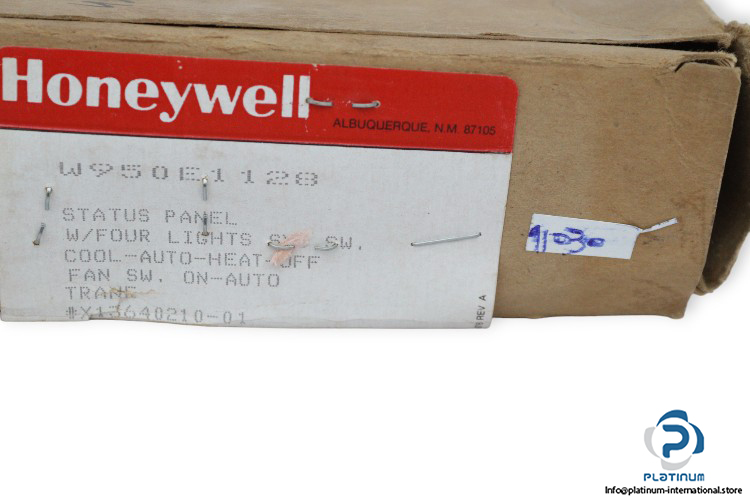 Honeywell
ALBUQUERQUE, N.M. 87105
W950E1128
STATUS PANEL
W/FOUR LIGHTS SW.
COOL-AUTO-HEAT-OFF
FAN SW. ON-AUTO
TRANE
#X13640210-01
REV A
PLATINUM
Info@platinum-international.store